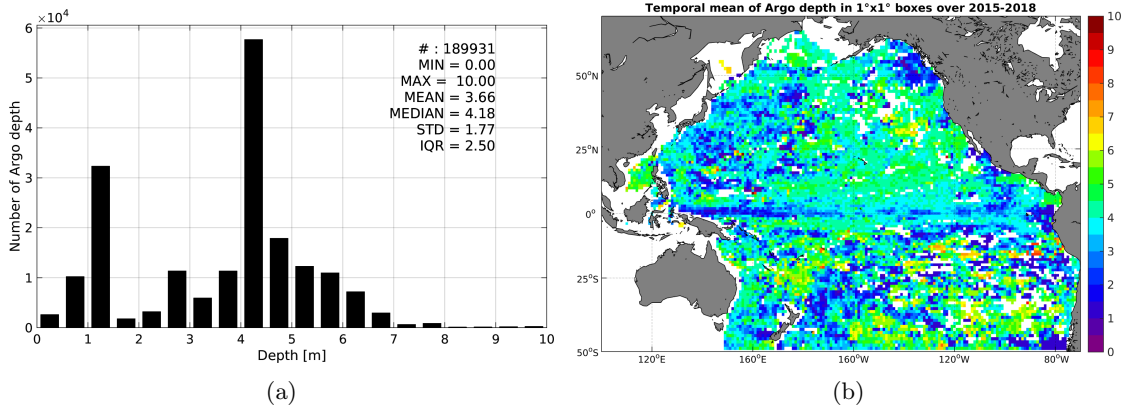 ×10⁴
6
5
4
3
2
1
0
Number of Argo depth
# : 189931
MIN = 0.00
MAX = 10.00
MEAN = 3.66
MEDIAN = 4.18
STD = 1.77
IQR = 2.50
0 1 2 3 4 5 6 7 8 9 10
Depth [m]
(a)
Temporal mean of Argo depth in 1°x1° boxes over 2015-2018
50°N
25°N
0°
25°S
50°S
120°E 160°E 160°W 120°W 80°W
10
9
8
7
6
5
4
3
2
1
0
(b)